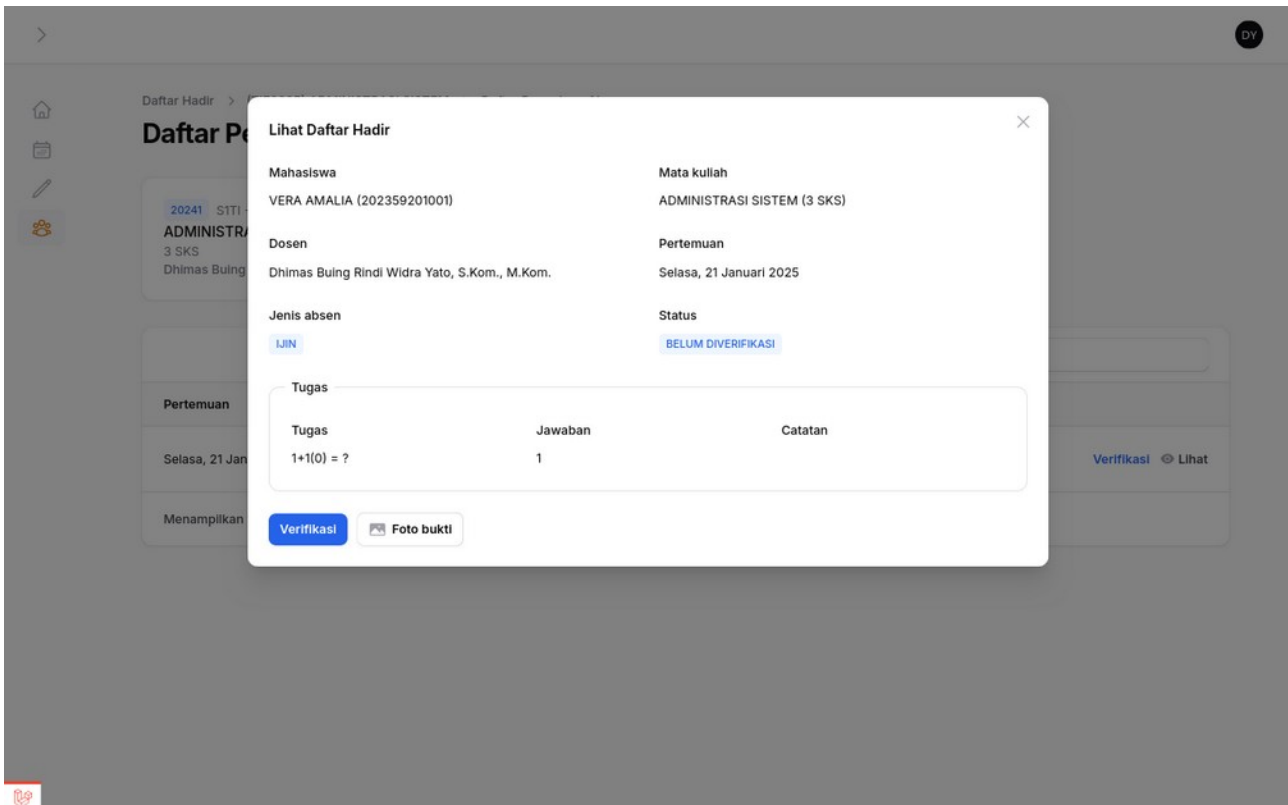 DY
Daftar Hadir >
Daftar Pe
20241 S1TI -
ADMINISTRA
3 SKS
Dhimas Buing
Pertemuan
Selasa, 21 Jan
Verifikasi Lihat
Menampilkan
Lihat Daftar Hadir
Mahasiswa
VERA AMALIA (202359201001)
Mata kuliah
ADMINISTRASI SISTEM (3 SKS)
Dosen
Dhimas Buing Rindi Widra Yato, S.Kom., M.Kom.
Pertemuan
Selasa, 21 Januari 2025
Jenis absen
IJIN
Status
BELUM DIVERIFIKASI
Tugas
Tugas Jawaban Catatan
1+1(0) = ? 1
Verifikasi Foto bukti